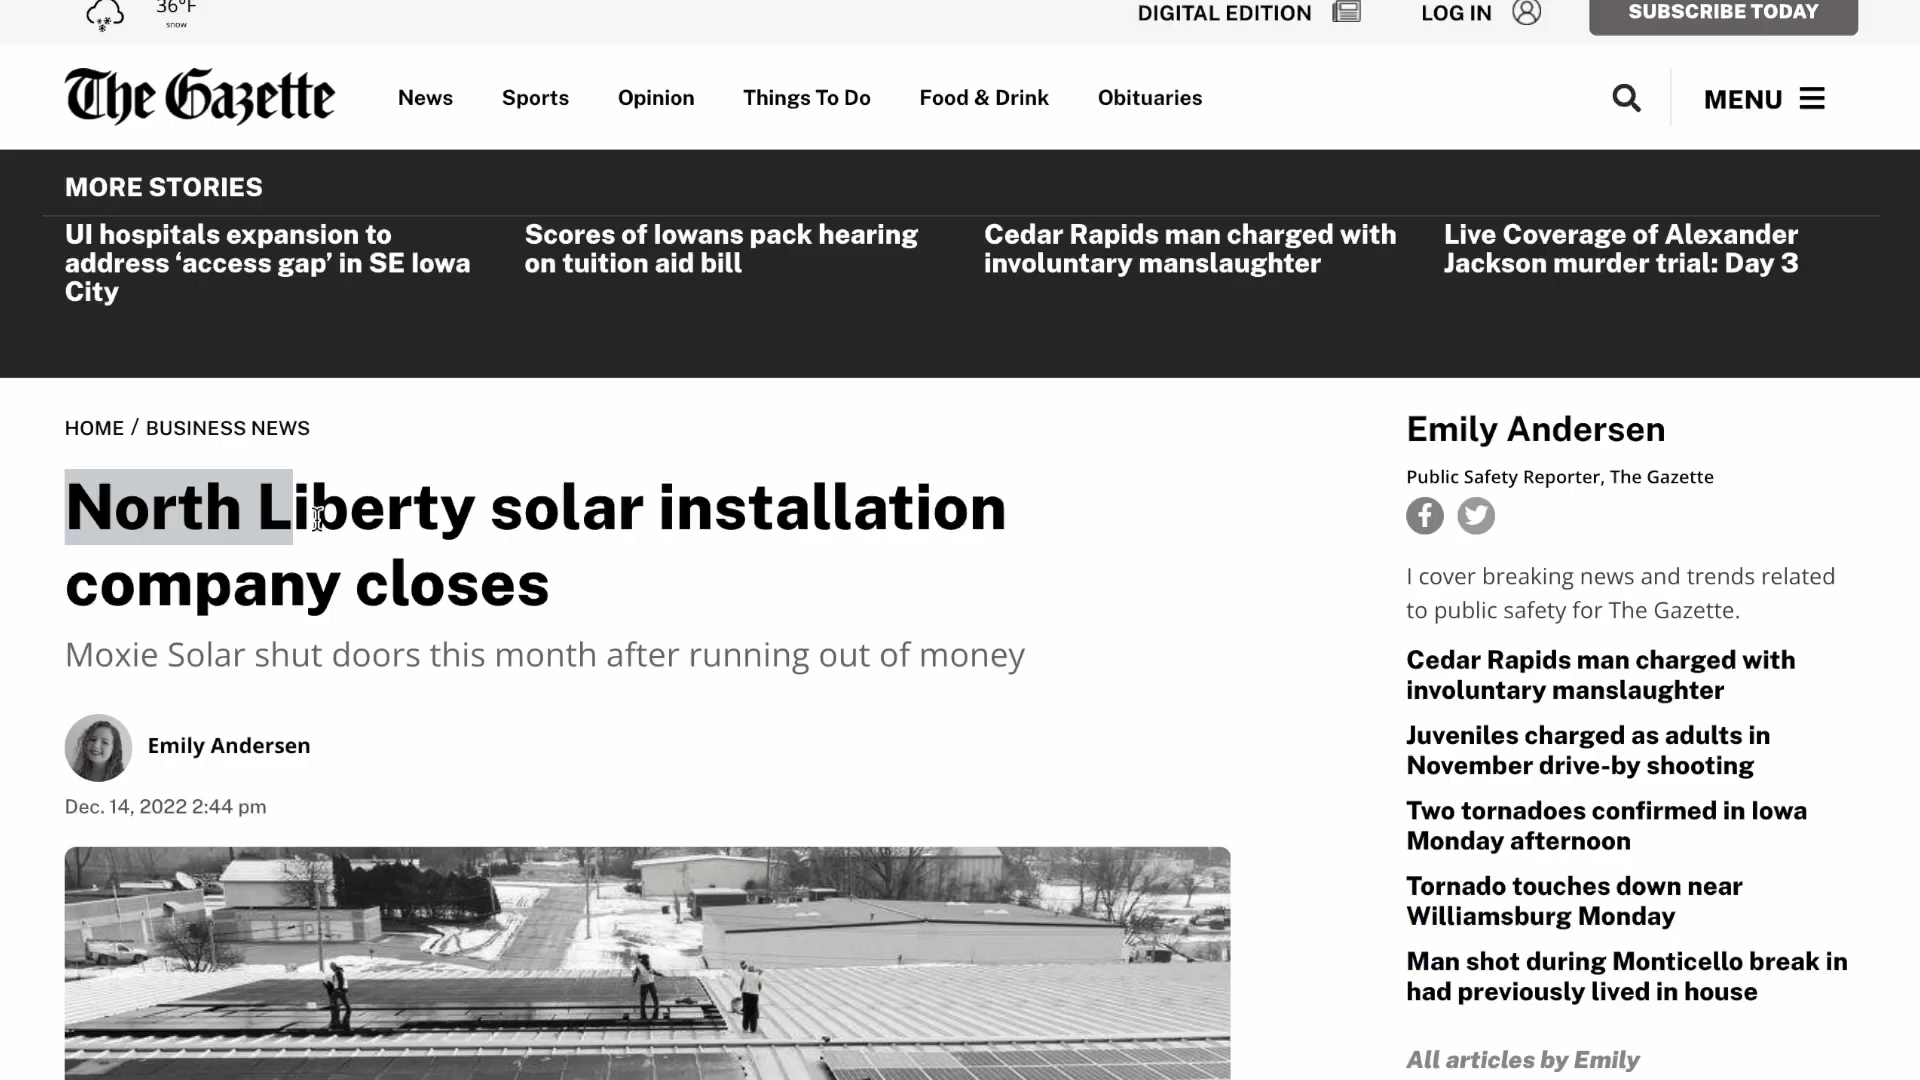 36°F
snow
DIGITAL EDITION
LOG IN
SUBSCRIBE TODAY
The Gazette
News
Sports
Opinion
Things To Do
Food & Drink
Obituaries
MENU
MORE STORIES
UI hospitals expansion to
address ‘access gap’ in SE Iowa
City
Scores of Iowans pack hearing
on tuition aid bill
Cedar Rapids man charged with
involuntary manslaughter
Live Coverage of Alexander
Jackson murder trial: Day 3
HOME / BUSINESS NEWS
North Liberty solar installation
company closes
Moxie Solar shut doors this month after running out of money
Emily Andersen
Dec. 14, 2022 2:44 pm
Emily Andersen
Public Safety Reporter, The Gazette
I cover breaking news and trends related
to public safety for The Gazette.
Cedar Rapids man charged with
involuntary manslaughter
Juveniles charged as adults in
November drive-by shooting
Two tornadoes confirmed in Iowa
Monday afternoon
Tornado touches down near
Williamsburg Monday
Man shot during Monticello break in
had previously lived in house
All articles by Emily